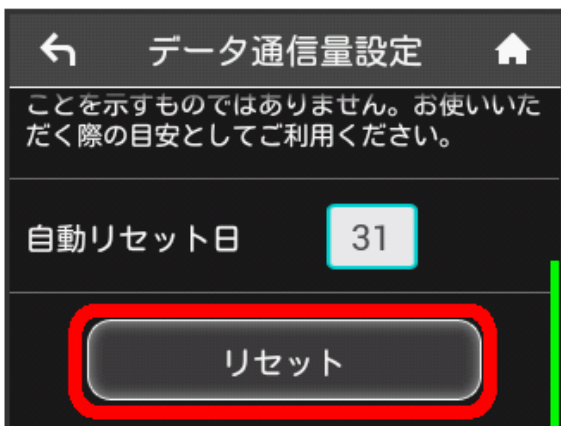 データ通信量設定
ことを示すものではありません。お使いいた
だく際の目安としてご利用ください。
自動リセット日 31
リセット